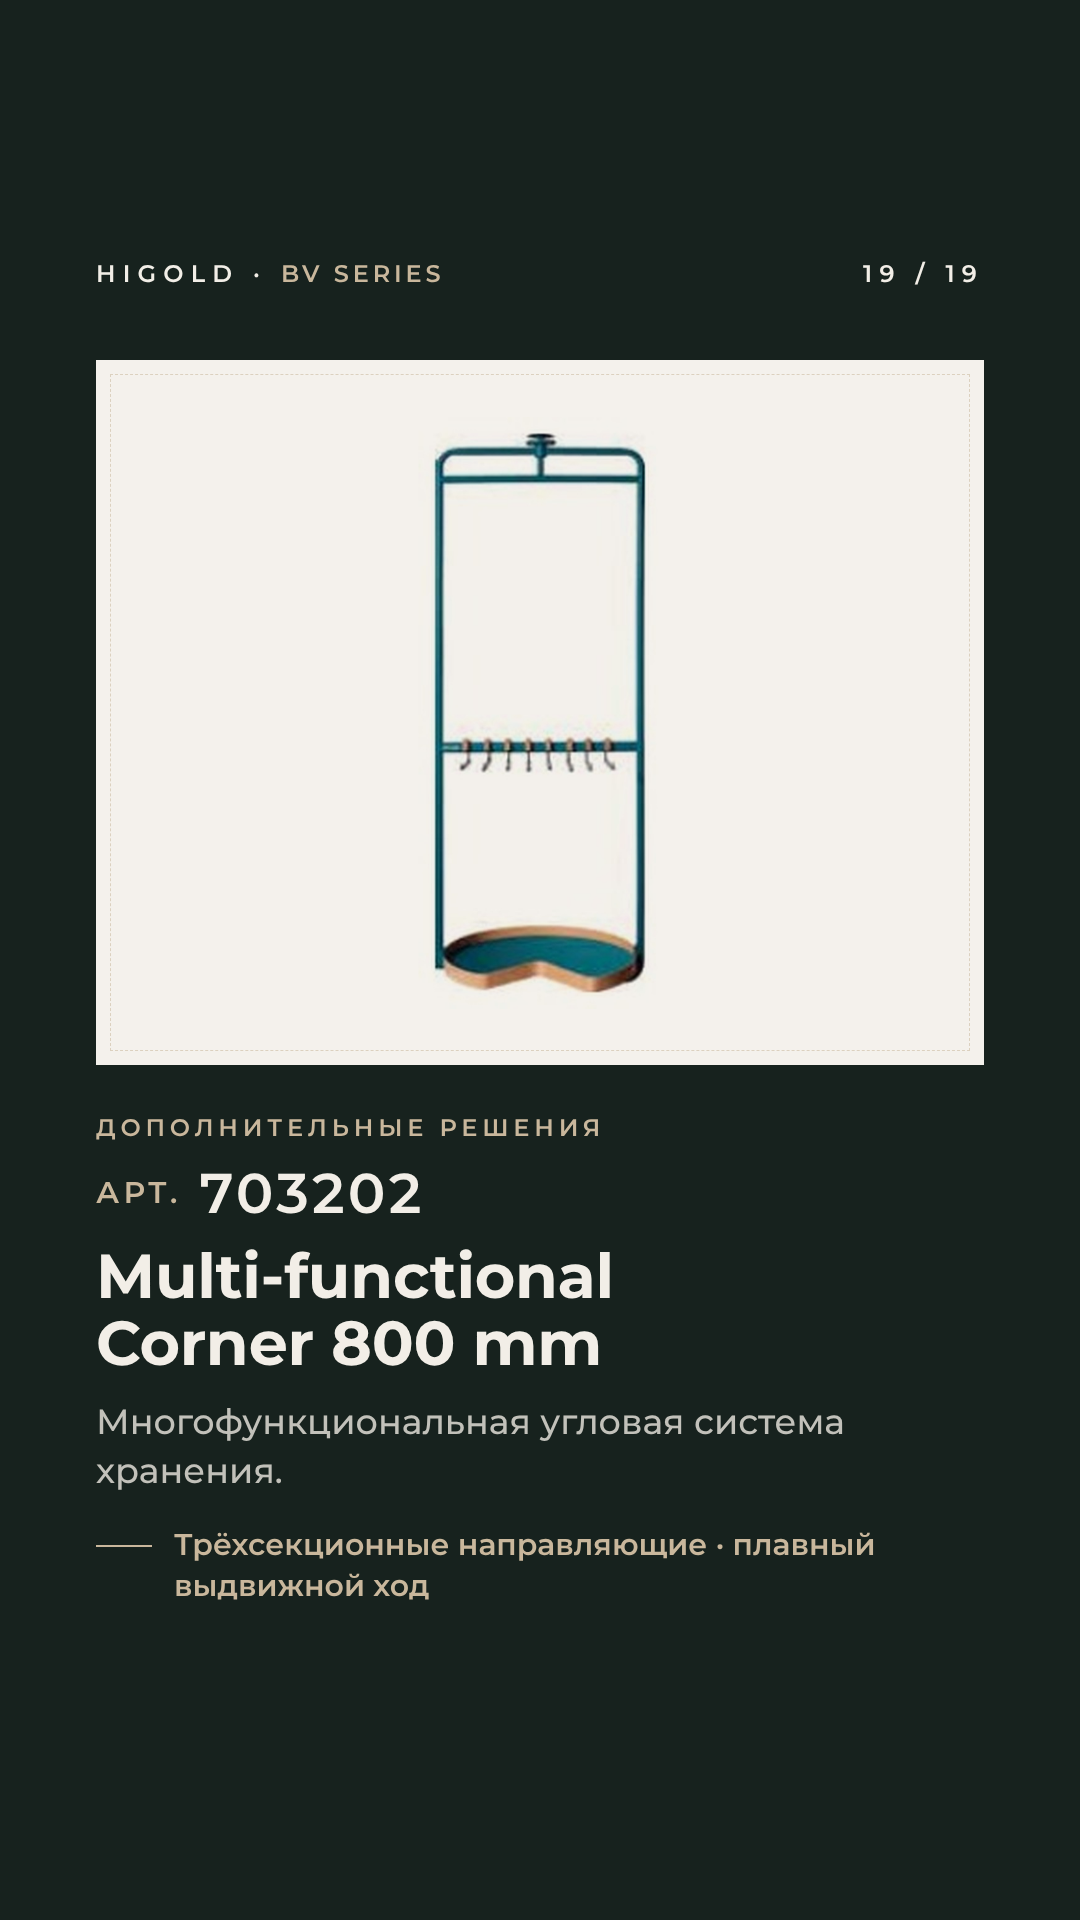 HIGOLD · BV SERIES
19 / 19
ДОПОЛНИТЕЛЬНЫЕ РЕШЕНИЯ
АРТ. 703202
Multi-functional
Corner 800 mm
Многофункциональная угловая система
хранения.
Трёхсекционные направляющие · плавный
выдвижной ход